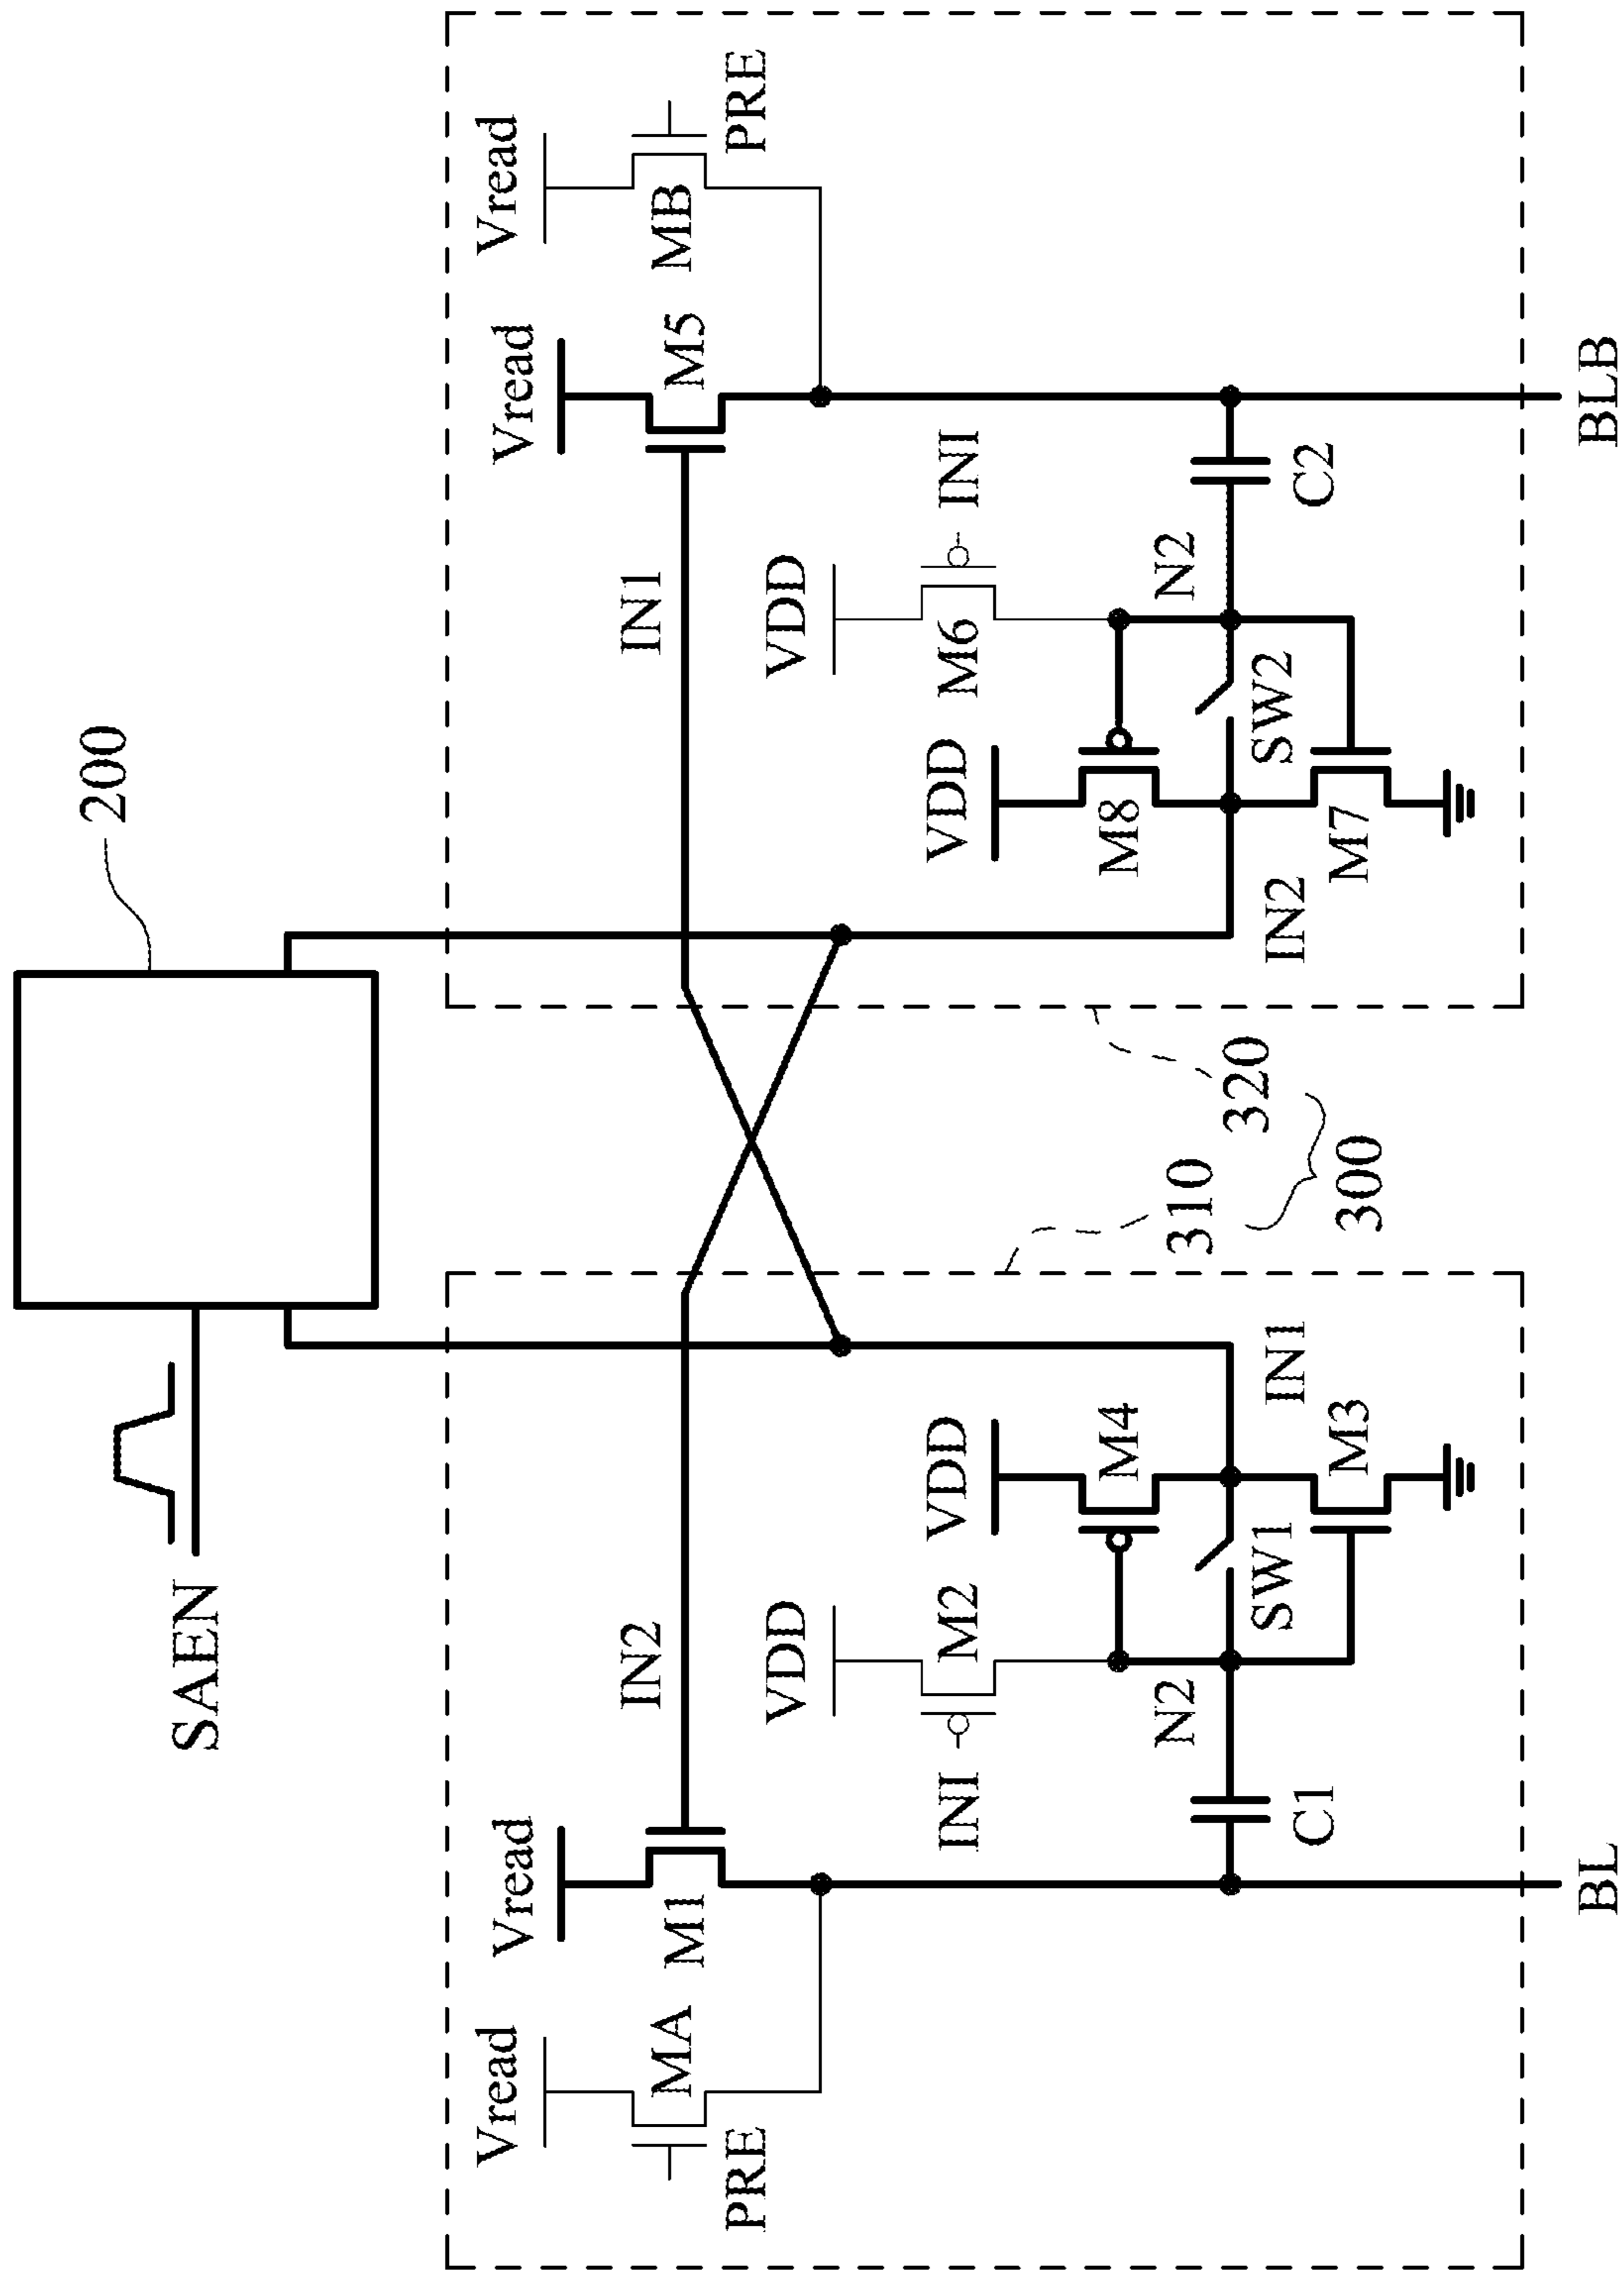 200
SAEN
Vread
Vread
Vread
Vread
MA
M1
M5
MB
PRE
IN2
IN1
PRE
VDD
VDD
INI
M2
M6
INI
VDD
VDD
M4
M8
N2
N2
SW1
IN1
IN2
SW2
C1
C2
M3
M7
310
320
300
BL
BLB